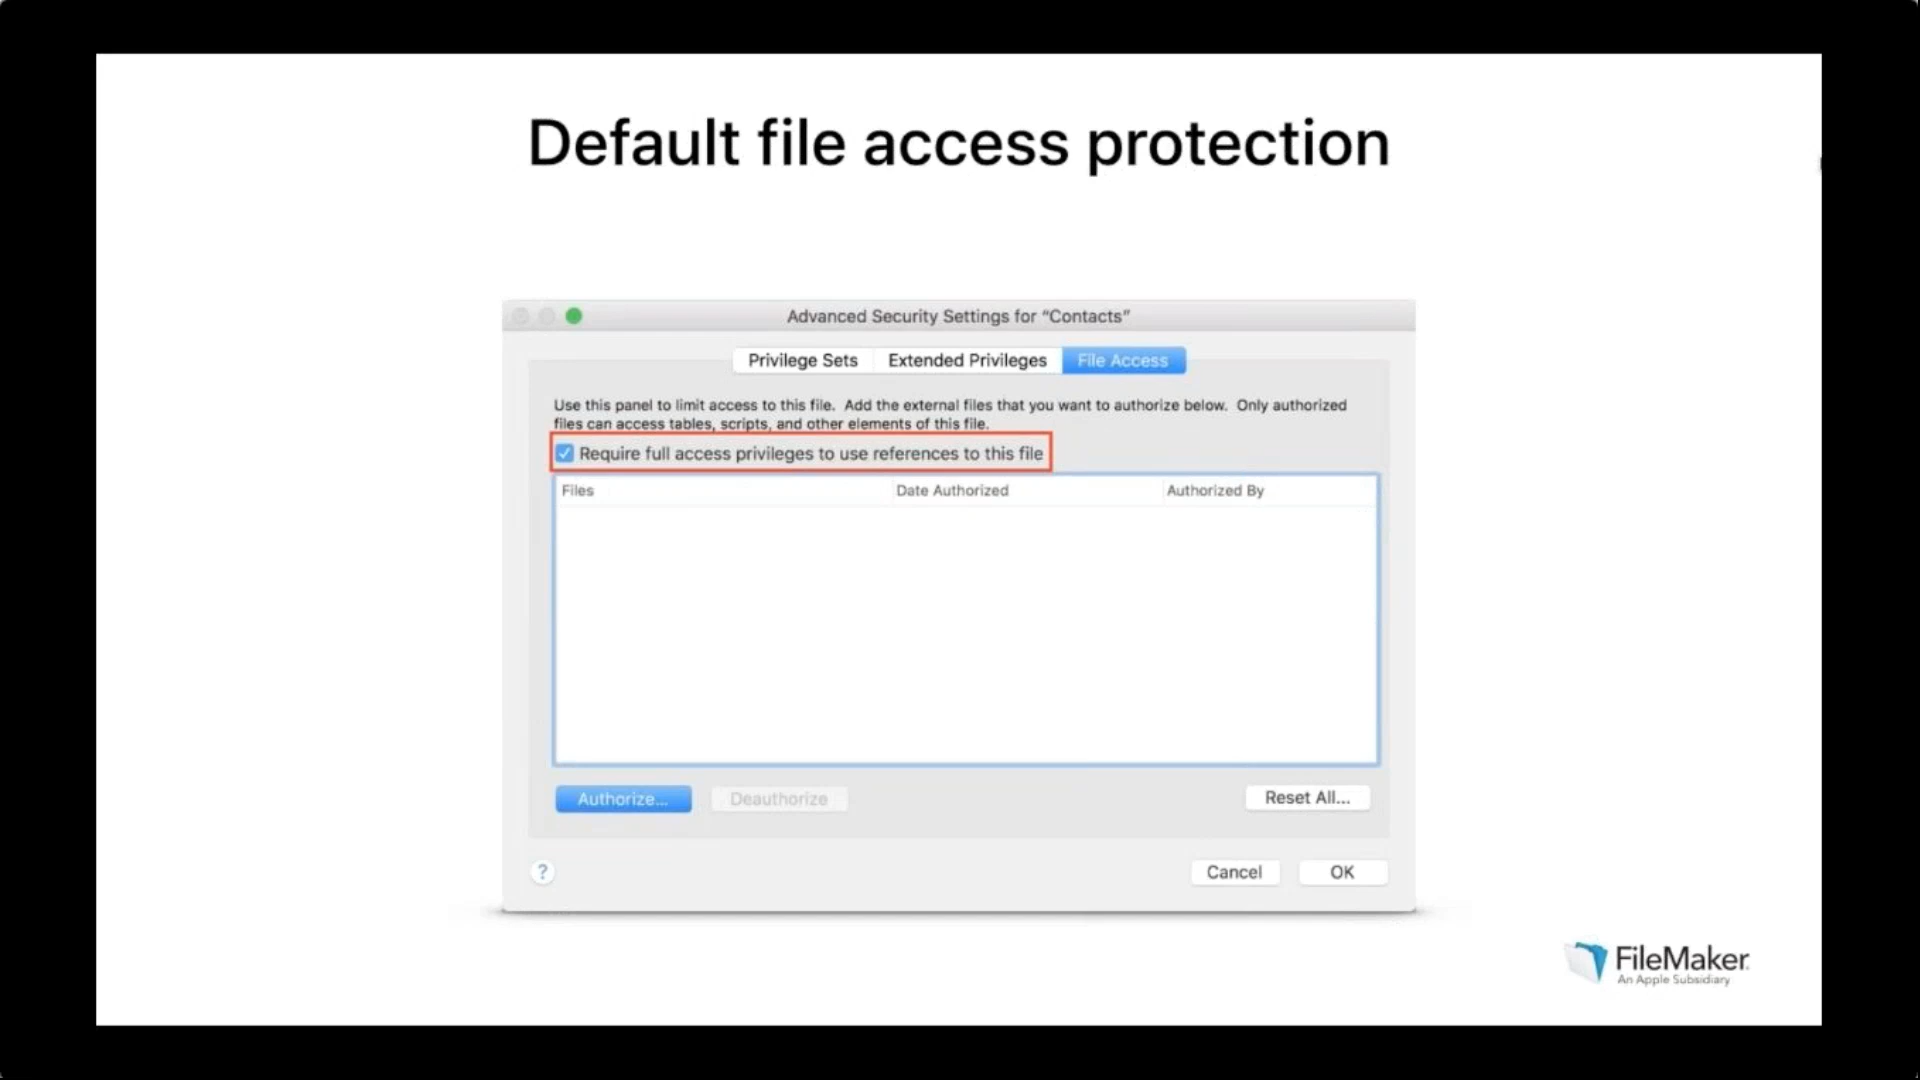 Default file access protection
Advanced Security Settings for “Contacts”
Privilege Sets Extended Privileges File Access
Use this panel to limit access to this file.  Add the external files that you want to authorize below.  Only authorized
files can access tables, scripts, and other elements of this file.
Require full access privileges to use references to this file
Files Date Authorized Authorized By
Authorize... Deauthorize Reset All...
? Cancel OK
FileMaker.
An Apple Subsidiary